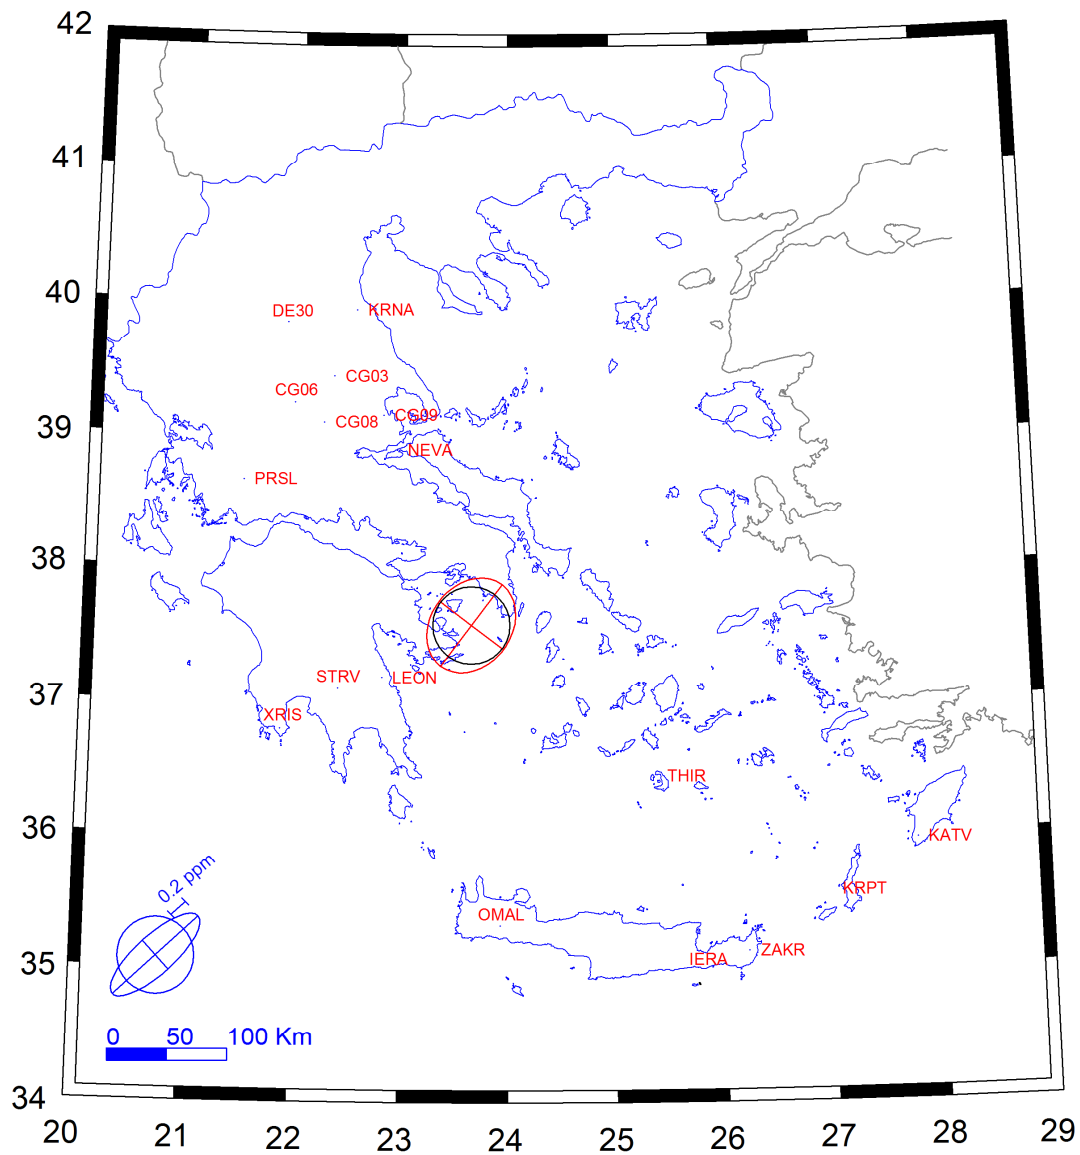 42
41
40
DE30
KRNA
CG03
CG06
39
CG08
CG09
NEVA
PRSL
38
37
STRV
LEON
XRIS
THIR
36
KATV
0.2 ppm
KRPT
OMAL
35
IERA
ZAKR
0 50 100 Km
34
20 21 22 23 24 25 26 27 28 29